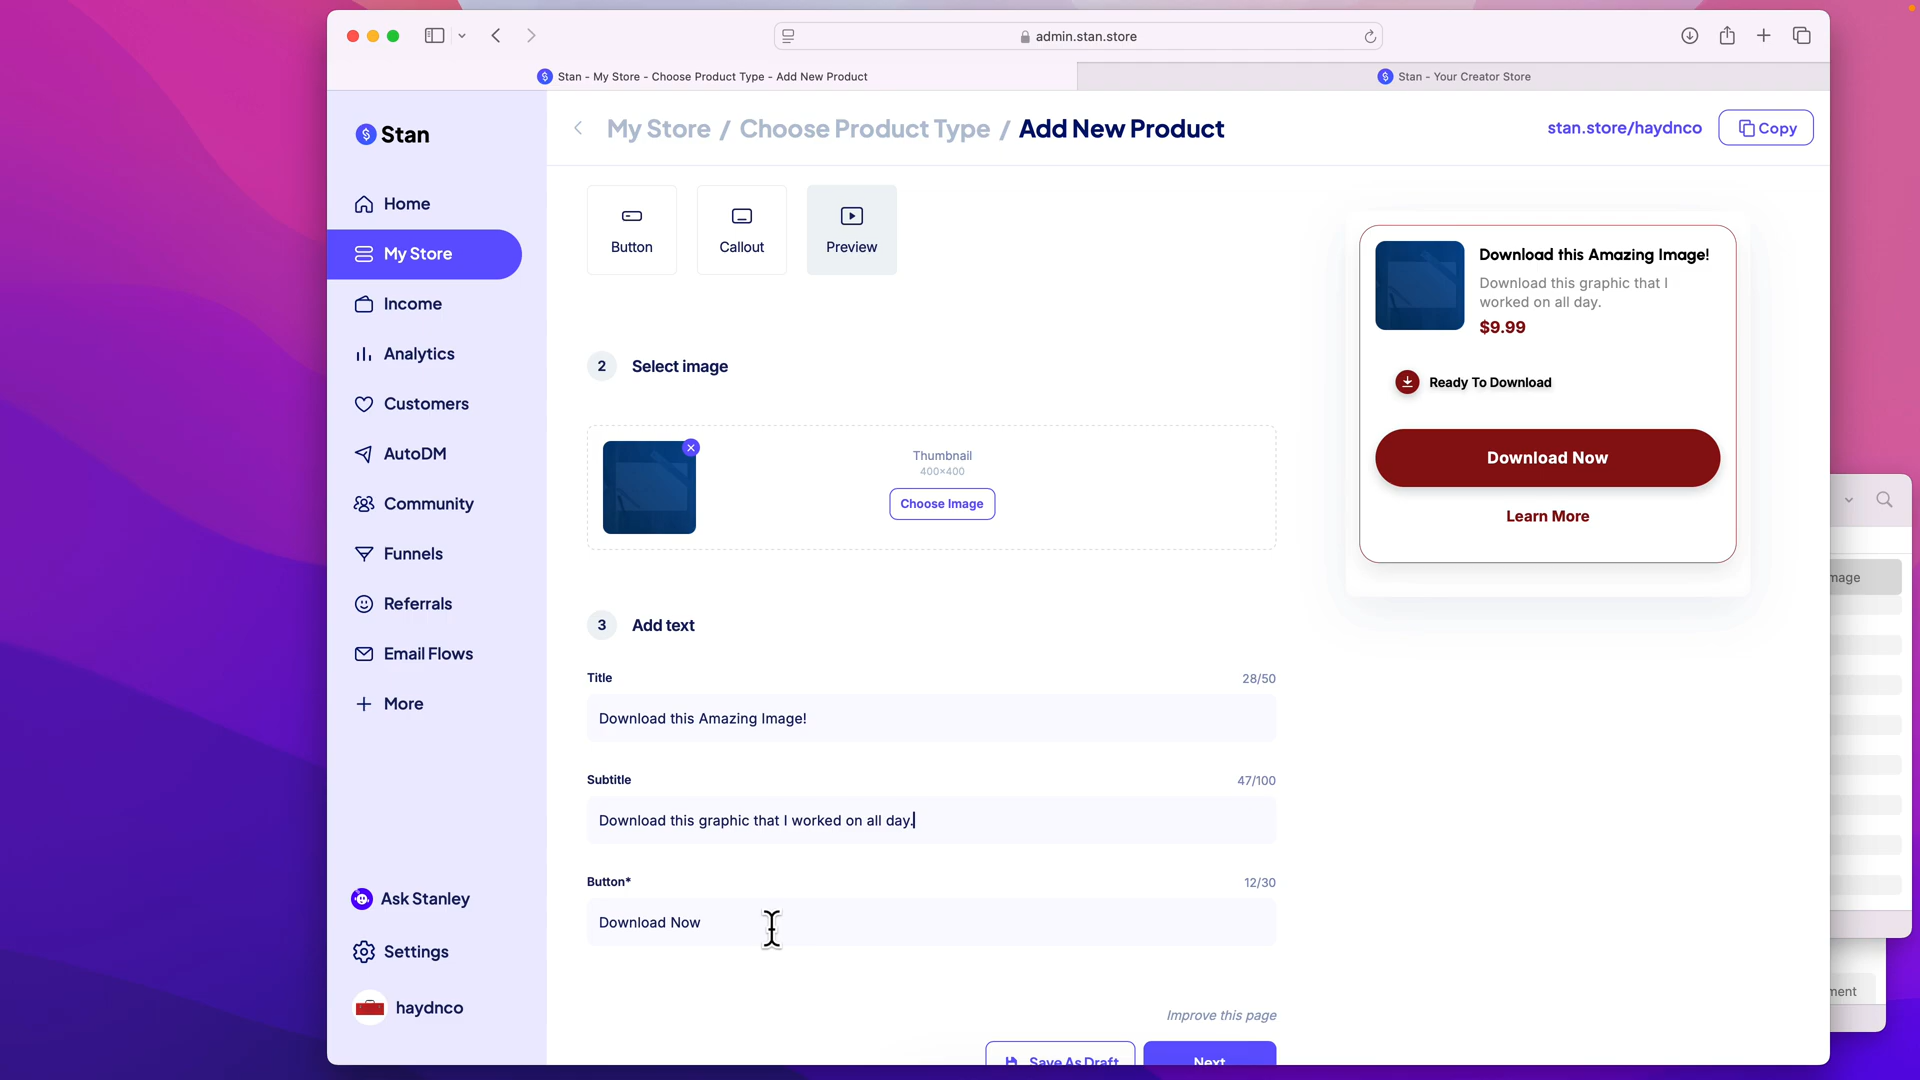 admin.stan.store
Stan - My Store - Choose Product Type - Add New Product
Stan - Your Creator Store
Stan
My Store / Choose Product Type / Add New Product
stan.store/haydnco
Copy
Home
My Store
Income
Analytics
Customers
AutoDM
Community
Funnels
Referrals
Email Flows
More
Ask Stanley
Settings
haydnco
Button
Callout
Preview
2 Select image
Thumbnail
400×400
Choose Image
3 Add text
Title 28/50
Download this Amazing Image!
Subtitle 47/100
Download this graphic that I worked on all day.
Button* 12/30
Download Now
Improve this page
Save As Draft
Next
Download this Amazing Image!
Download this graphic that I
worked on all day.
$9.99
Ready To Download
Download Now
Learn More